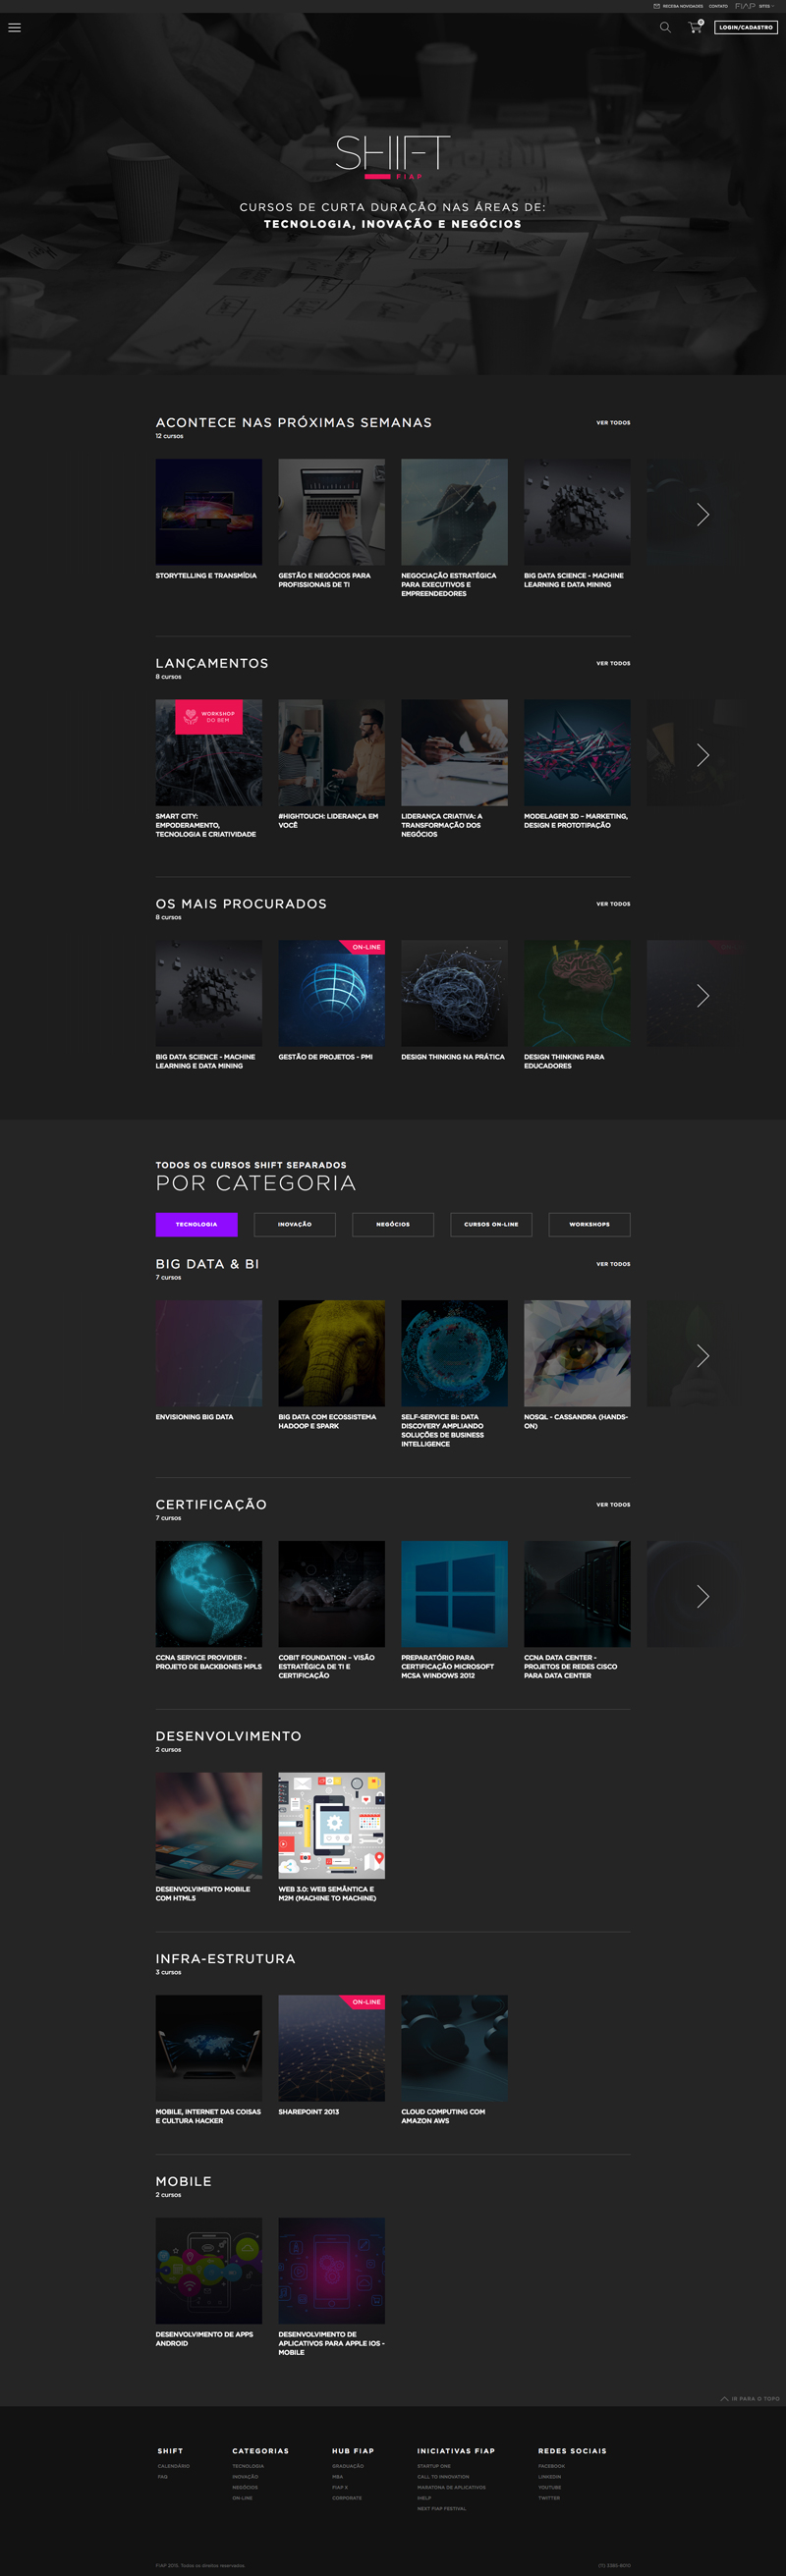 RECEBA NOVIDADES CONTATO FIAP SITES
0
LOGIN/CADASTRO
SHIFT
FIAP
CURSOS DE CURTA DURAÇÃO NAS ÁREAS DE:
TECNOLOGIA, INOVAÇÃO E NEGÓCIOS
ACONTECE NAS PRÓXIMAS SEMANAS
VER TODOS
12 cursos
STORYTELLING E TRANSMÍDIA
GESTÃO E NEGÓCIOS PARA
PROFISSIONAIS DE TI
NEGOCIAÇÃO ESTRATÉGICA
PARA EXECUTIVOS E
EMPREENDEDORES
BIG DATA SCIENCE - MACHINE
LEARNING E DATA MINING
LANÇAMENTOS
VER TODOS
8 cursos
WORKSHOP
DO BEM
SMART CITY:
EMPODERAMENTO,
TECNOLOGIA E CRIATIVIDADE
#HIGHTOUCH: LIDERANÇA EM
VOCÊ
LIDERANÇA CRIATIVA: A
TRANSFORMAÇÃO DOS
NEGÓCIOS
MODELAGEM 3D – MARKETING,
DESIGN E PROTOTIPAÇÃO
OS MAIS PROCURADOS
VER TODOS
8 cursos
ON-LINE
BIG DATA SCIENCE - MACHINE
LEARNING E DATA MINING
GESTÃO DE PROJETOS - PMI
DESIGN THINKING NA PRÁTICA
DESIGN THINKING PARA
EDUCADORES
TODOS OS CURSOS SHIFT SEPARADOS
POR CATEGORIA
TECNOLOGIA
INOVAÇÃO
NEGÓCIOS
CURSOS ON-LINE
WORKSHOPS
BIG DATA & BI
VER TODOS
7 cursos
ENVISIONING BIG DATA
BIG DATA COM ECOSSISTEMA
HADOOP E SPARK
SELF-SERVICE BI: DATA
DISCOVERY AMPLIANDO
SOLUÇÕES DE BUSINESS
INTELLIGENCE
NOSQL - CASSANDRA (HANDS-
ON)
CERTIFICAÇÃO
VER TODOS
7 cursos
CCNA SERVICE PROVIDER -
PROJETO DE BACKBONES MPLS
COBIT FOUNDATION – VISÃO
ESTRATÉGICA DE TI E
CERTIFICAÇÃO
PREPARATÓRIO PARA
CERTIFICAÇÃO MICROSOFT
MCSA WINDOWS 2012
CCNA DATA CENTER -
PROJETOS DE REDES CISCO
PARA DATA CENTER
DESENVOLVIMENTO
2 cursos
DESENVOLVIMENTO MOBILE
COM HTML5
WEB 3.0: WEB SEMÂNTICA E
M2M (MACHINE TO MACHINE)
INFRA-ESTRUTURA
3 cursos
ON-LINE
MOBILE, INTERNET DAS COISAS
E CULTURA HACKER
SHAREPOINT 2013
CLOUD COMPUTING COM
AMAZON AWS
MOBILE
2 cursos
DESENVOLVIMENTO DE APPS
ANDROID
DESENVOLVIMENTO DE
APLICATIVOS PARA APPLE IOS -
MOBILE
IR PARA O TOPO
SHIFT
CALENDÁRIO
FAQ
CATEGORIAS
TECNOLOGIA
INOVAÇÃO
NEGÓCIOS
ON-LINE
HUB FIAP
GRADUAÇÃO
MBA
FIAP X
CORPORATE
INICIATIVAS FIAP
STARTUP ONE
CALL TO INNOVATION
MARATONA DE APLICATIVOS
IHELP
NEXT FIAP FESTIVAL
REDES SOCIAIS
FACEBOOK
LINKEDIN
YOUTUBE
TWITTER
FIAP 2015. Todos os direitos reservados
(11) 3385-8010